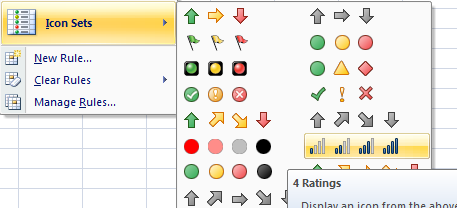 Icon Sets
New Rule...
Clear Rules
Manage Rules...
4 Ratings
Display an icon from the above